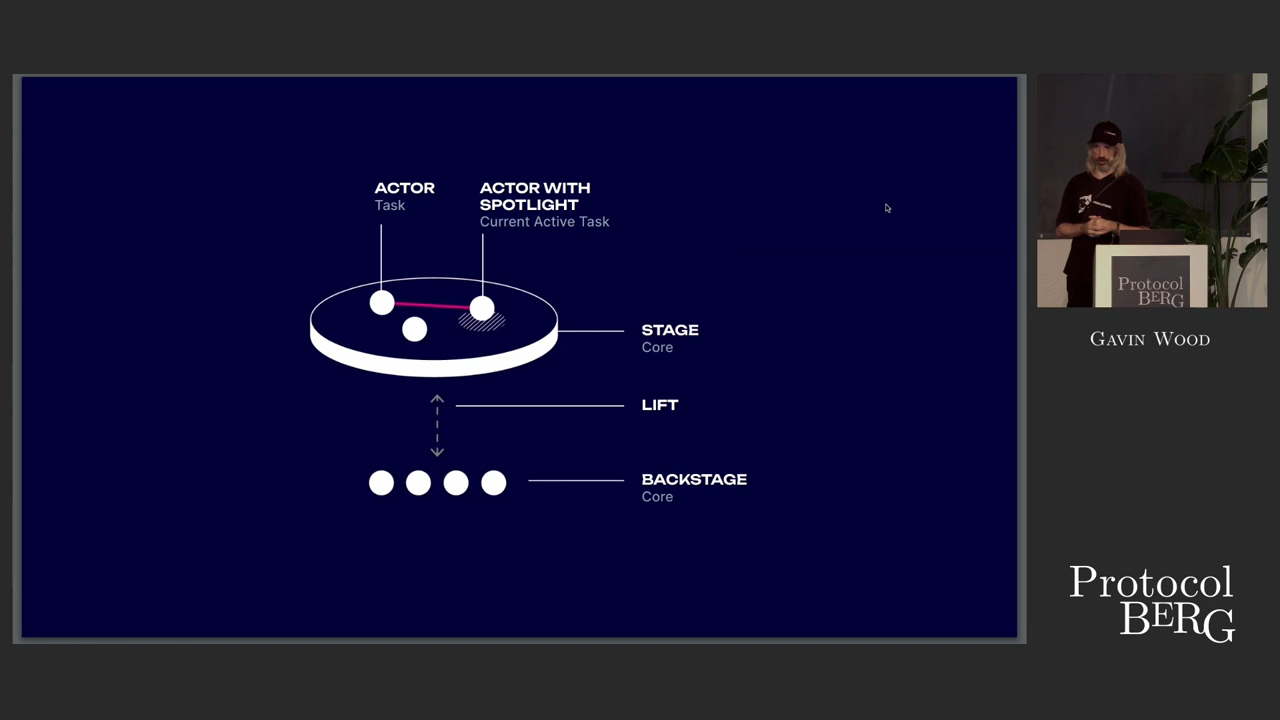 ACTOR
Task
ACTOR WITH
SPOTLIGHT
Current Active Task
STAGE
Core
LIFT
BACKSTAGE
Core
Protocol
BERG
GAVIN WOOD
Protocol
BERG